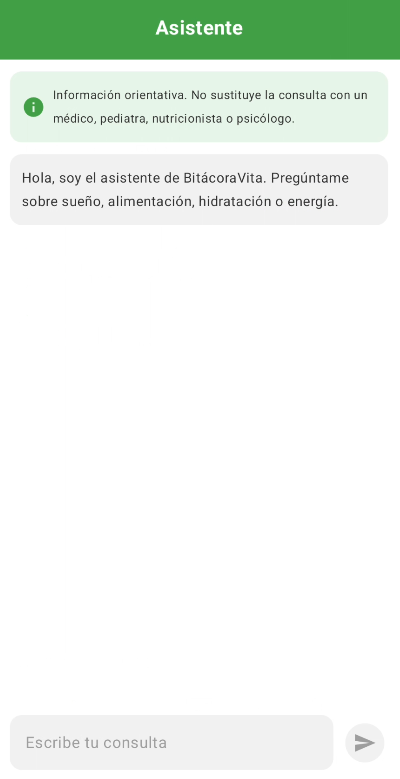 Asistente
Información orientativa. No sustituye la consulta con un
médico, pediatra, nutricionista o psicólogo.
Hola, soy el asistente de BitácoraVita. Pregúntame
sobre sueño, alimentación, hidratación o energía.
Escribe tu consulta